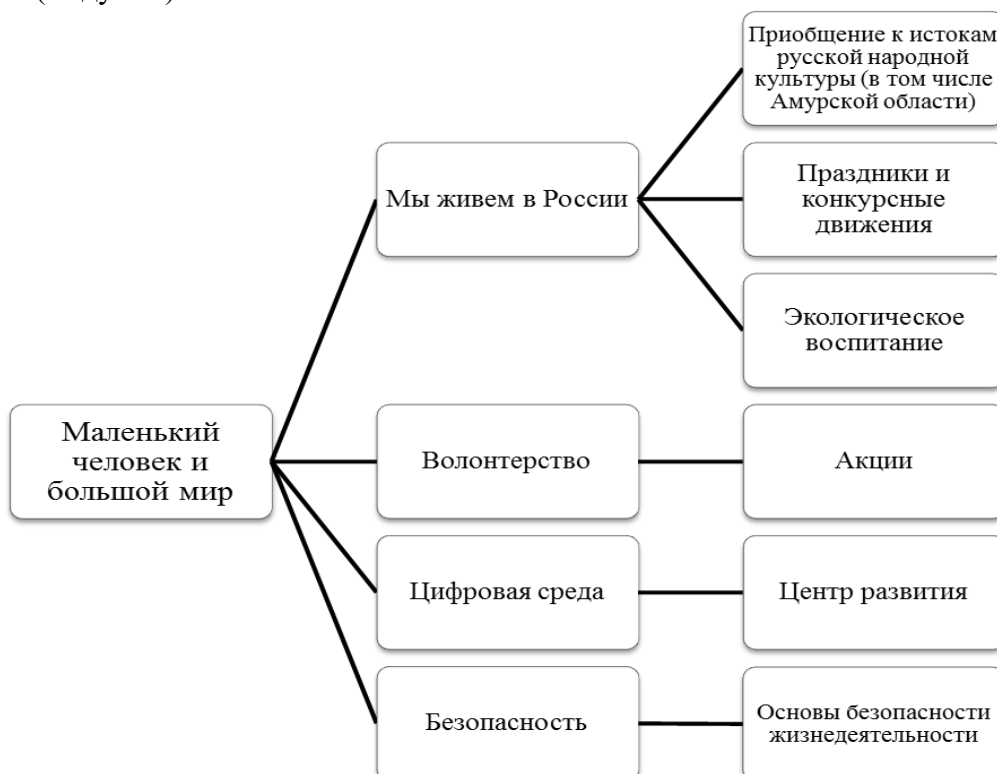 Приобщение к истокам
русской народной
культуры (в том числе
Амурской области)
Мы живем в России
Праздники и
конкурсные
движения
Экологическое
воспитание
Маленький
человек и
большой мир
Волонтерство
Акции
Цифровая среда
Центр развития
Безопасность
Основы безопасности
жизнедеятельности